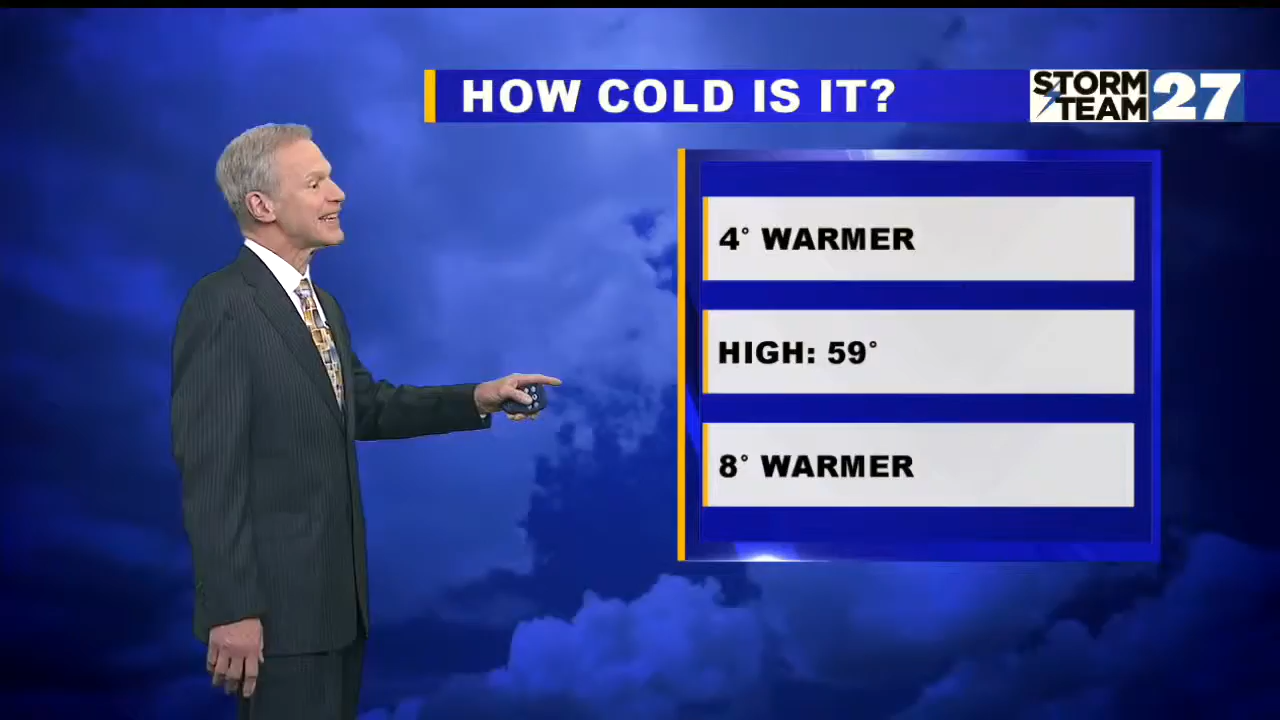 HOW COLD IS IT?
STORM
TEAM
27
4° WARMER
HIGH: 59°
8° WARMER